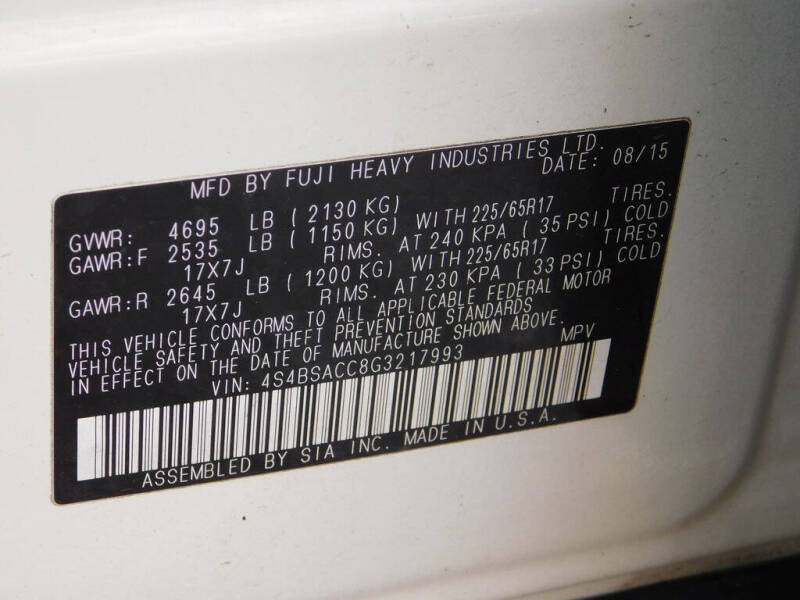 MFD BY FUJI HEAVY INDUSTRIES LTD.
DATE: 08/15
GVWR: 4695 LB (2130 KG)
GAWR:F 2535 LB (1150 KG) WITH 225/65R17 TIRES.
17X7J RIMS. AT 240 KPA (35 PSI) COLD
GAWR:R 2645 LB (1200 KG) WITH 225/65R17 TIRES.
17X7J RIMS. AT 230 KPA (33 PSI) COLD
THIS VEHICLE CONFORMS TO ALL APPLICABLE FEDERAL MOTOR
VEHICLE SAFETY AND THEFT PREVENTION STANDARDS
IN EFFECT ON THE DATE OF MANUFACTURE SHOWN ABOVE.
VIN: 4S4BSACC8G3217993 MPV
ASSEMBLED BY SIA INC. MADE IN U.S.A.